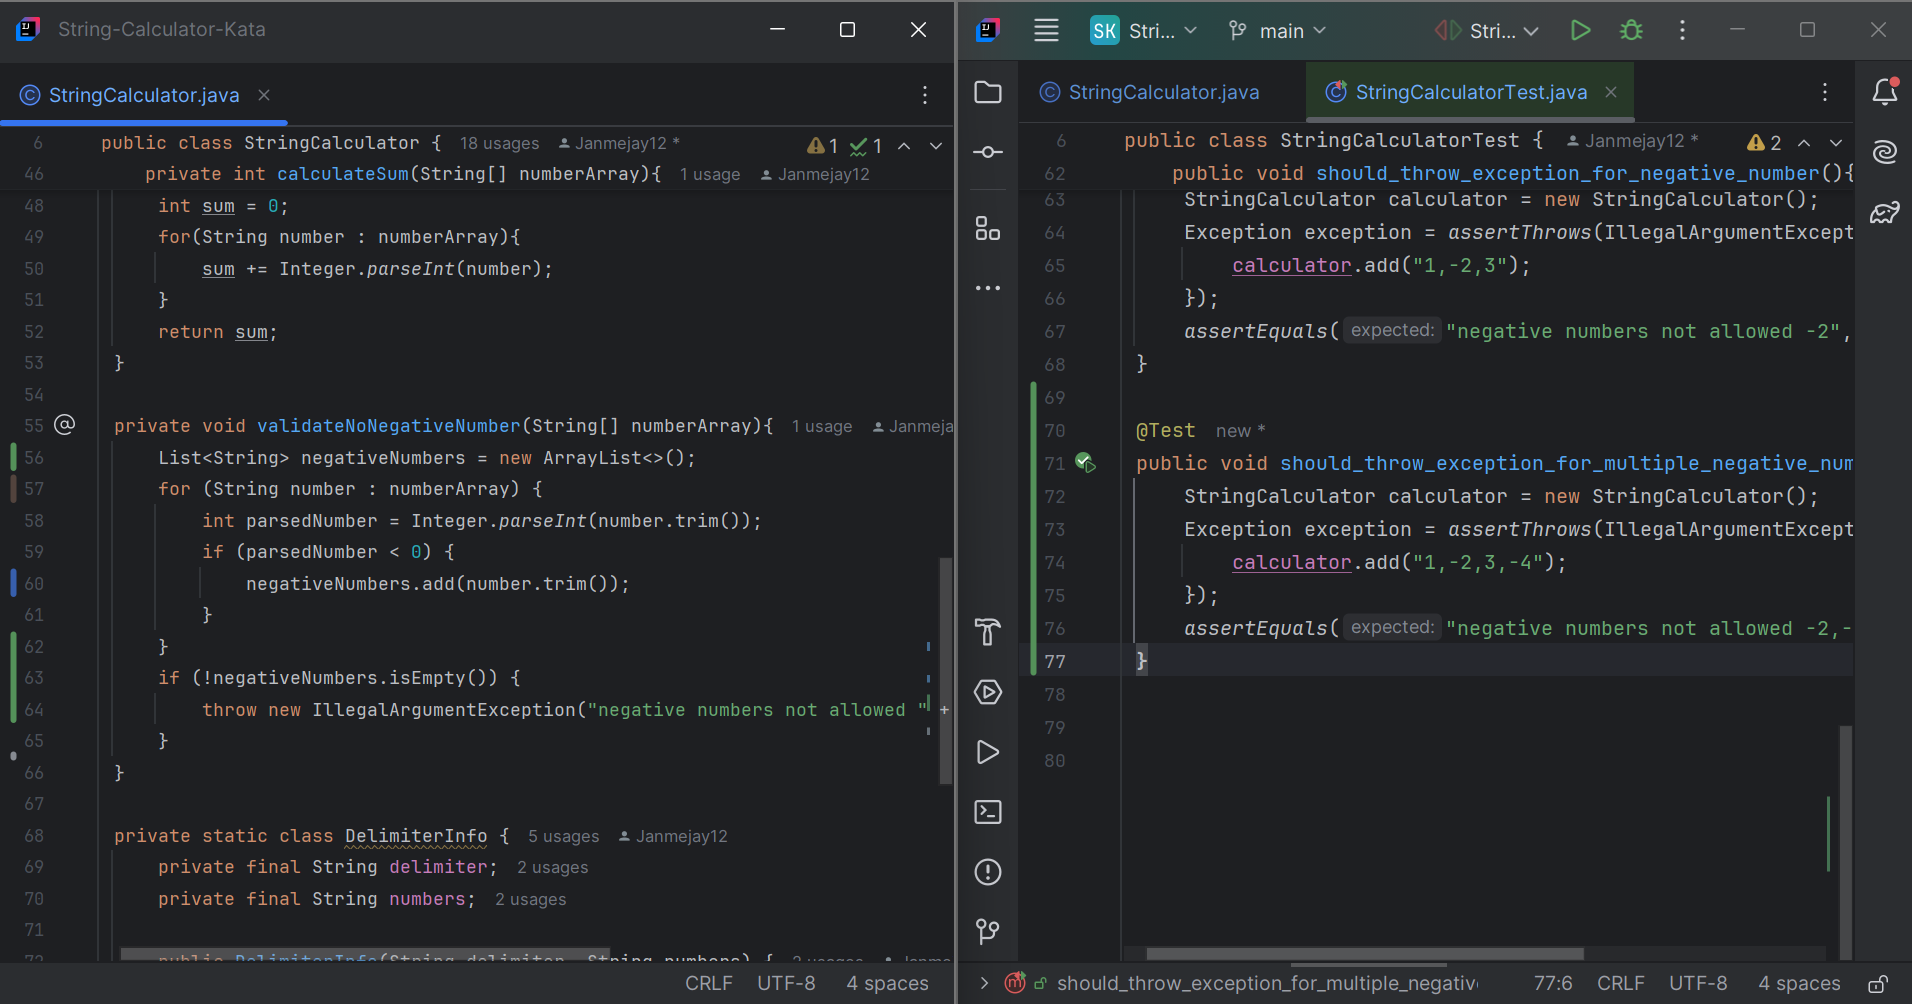 String-Calculator-Kata
StringCalculator.java
6 public class StringCalculator { 18 usages Janmejay12 * 1 1
46 private int calculateSum(String[] numberArray){ 1 usage Janmejay12
48 int sum = 0;
49 for(String number : numberArray){
50 sum += Integer.parseInt(number);
51 }
52 return sum;
53 }
54
55 @ private void validateNoNegativeNumber(String[] numberArray){ 1 usage Janmeja
56 List<String> negativeNumbers = new ArrayList<>();
57 for (String number : numberArray) {
58 int parsedNumber = Integer.parseInt(number.trim());
59 if (parsedNumber < 0) {
60 negativeNumbers.add(number.trim());
61 }
62 }
63 if (!negativeNumbers.isEmpty()) {
64 throw new IllegalArgumentException("negative numbers not allowed " +
65 }
66 }
67
68 private static class DelimiterInfo { 5 usages Janmejay12
69 private final String delimiter; 2 usages
70 private final String numbers; 2 usages
71
CRLF UTF-8 4 spaces
SK Stri... main Stri...
StringCalculator.java StringCalculatorTest.java
6 public class StringCalculatorTest { Janmejay12 * 2
62 public void should_throw_exception_for_negative_number(){
63 StringCalculator calculator = new StringCalculator();
64 Exception exception = assertThrows(IllegalArgumentExcept
65 calculator.add("1,-2,3");
66 });
67 assertEquals( expected: "negative numbers not allowed -2",
68 }
69
70 @Test new *
71 public void should_throw_exception_for_multiple_negative_num
72 StringCalculator calculator = new StringCalculator();
73 Exception exception = assertThrows(IllegalArgumentExcept
74 calculator.add("1,-2,3,-4");
75 });
76 assertEquals( expected: "negative numbers not allowed -2,-
77 }
78
79
80
should_throw_exception_for_multiple_negativ 77:6 CRLF UTF-8 4 spaces